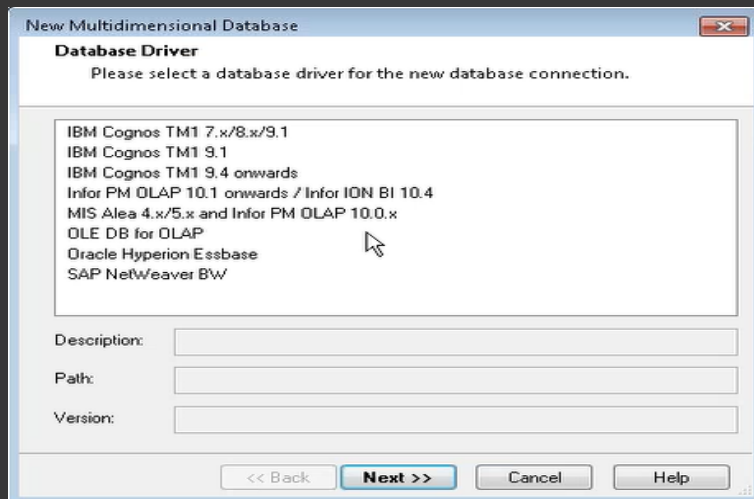 New Multidimensional Database
Database Driver
Please select a database driver for the new database connection.
IBM Cognos TM1 7.x/8.x/9.1
IBM Cognos TM1 9.1
IBM Cognos TM1 9.4 onwards
Infor PM OLAP 10.1 onwards / Infor ION BI 10.4
MIS Alea 4.x/5.x and Infor PM OLAP 10.0.x
OLE DB for OLAP
Oracle Hyperion Essbase
SAP NetWeaver BW
Description:
Path:
Version:
<< Back Next >> Cancel Help